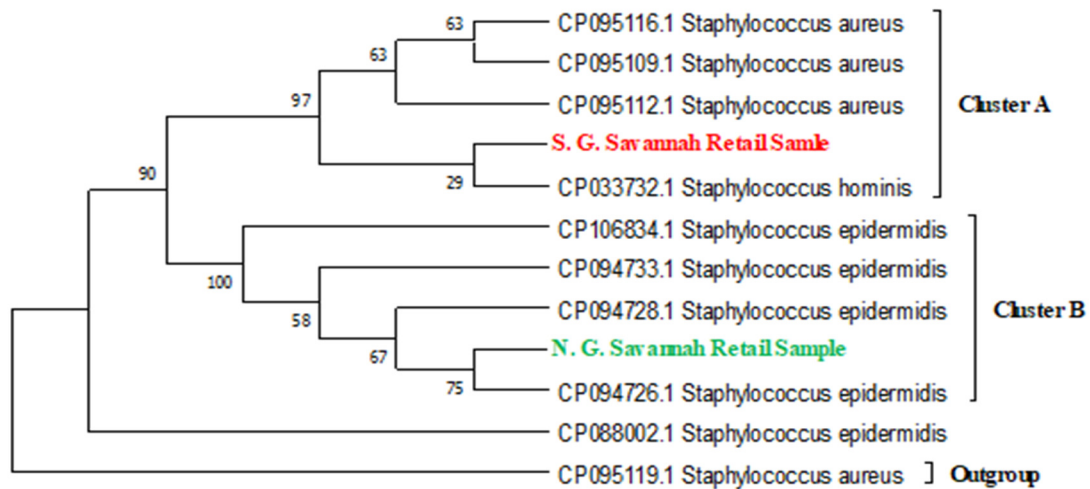 63
CP095116.1 Staphylococcus aureus
63
CP095109.1 Staphylococcus aureus
97
CP095112.1 Staphylococcus aureus
Cluster A
S. G. Savannah Retail Samle
90
29
CP033732.1 Staphylococcus hominis
CP106834.1 Staphylococcus epidermidis
100
CP094733.1 Staphylococcus epidermidis
58
CP094728.1 Staphylococcus epidermidis
Cluster B
67
N. G. Savannah Retail Sample
75
CP094726.1 Staphylococcus epidermidis
CP088002.1 Staphylococcus epidermidis
CP095119.1 Staphylococcus aureus
Outgroup